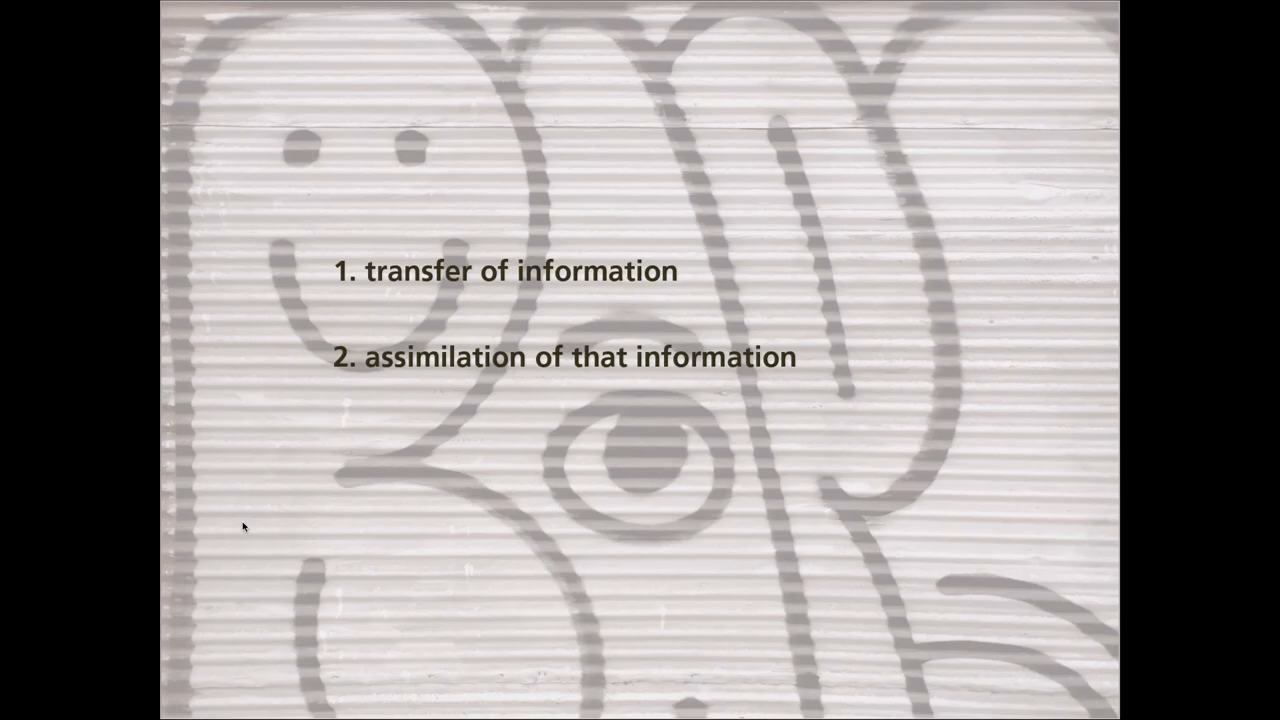 1. transfer of information
2. assimilation of that information